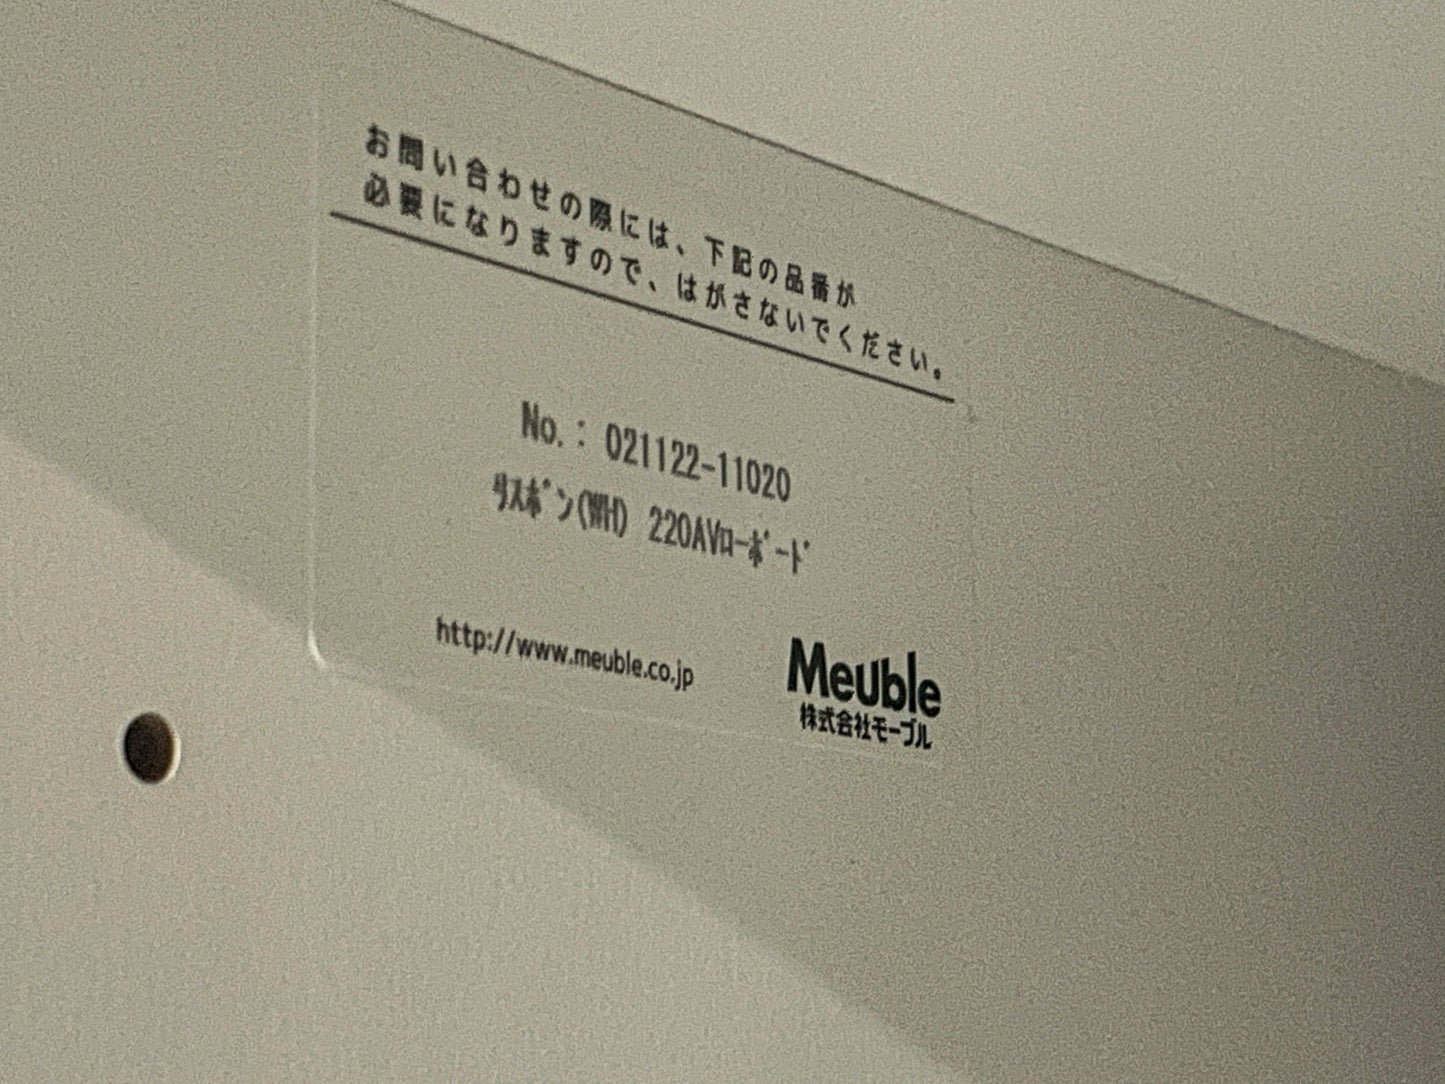 お問い合わせの際には、下記の品番が
必要になりますので、はがさないでください。
No.: 021122-11020
ﾘｽﾎﾞﾝ(WH) 220AVﾛｰﾎﾞｰﾄﾞ
http://www.meuble.co.jp
Meuble
株式会社モーブル